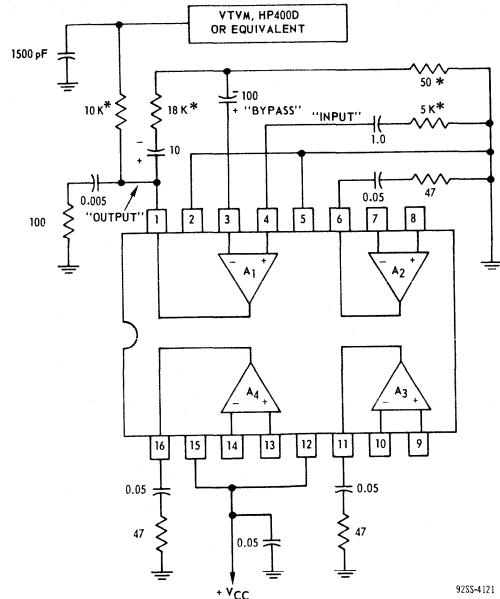 VTVM, HP400D
OR EQUIVALENT
1500 pF
10 K*
18 K*
-
+
10
-
100
+
"BYPASS"
"INPUT"
50 *
5 K*
1.0
0.05
47
0.005
100
"OUTPUT"
1
2
3
4
5
6
7
8
- +
A1
- +
A2
A4
- +
A3
- +
16
15
14
13
12
11
10
9
0.05
47
0.05
0.05
47
+ VCC
92SS-4121